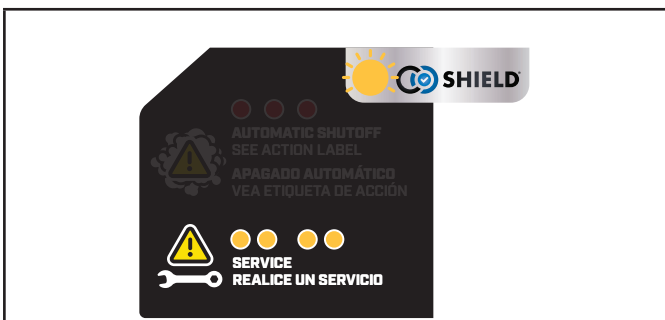 SHIELD
AUTOMATIC SHUTOFF
SEE ACTION LABEL
APAGADO AUTOMÁTICO
VEA ETIQUETA DE ACCIÓN
SERVICE
REALICE UN SERVICIO